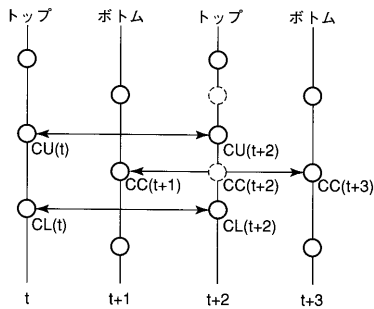 トップ ボトム トップ ボトム
CU(t) CU(t+2)
CC(t+1) CC(t+2) CC(t+3)
CL(t) CL(t+2)
t t+1 t+2 t+3